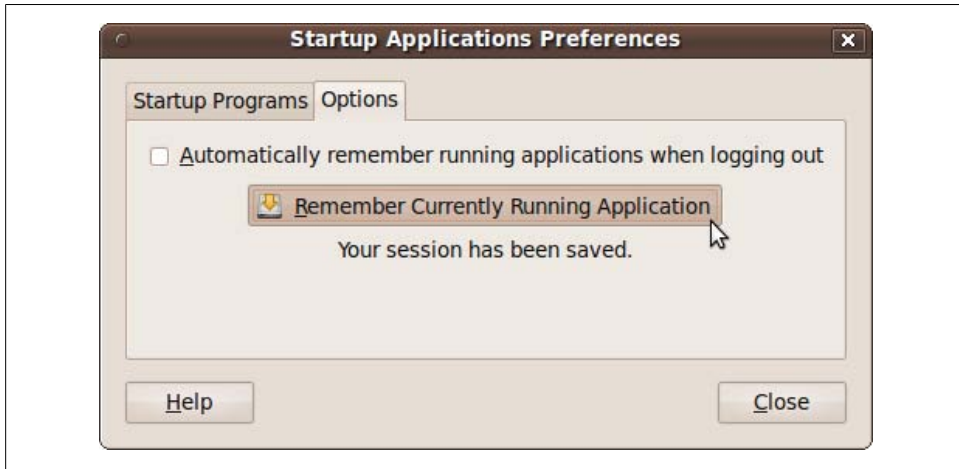 Startup Applications Preferences
Startup Programs Options
Automatically remember running applications when logging out
Remember Currently Running Application
Your session has been saved.
Help Close